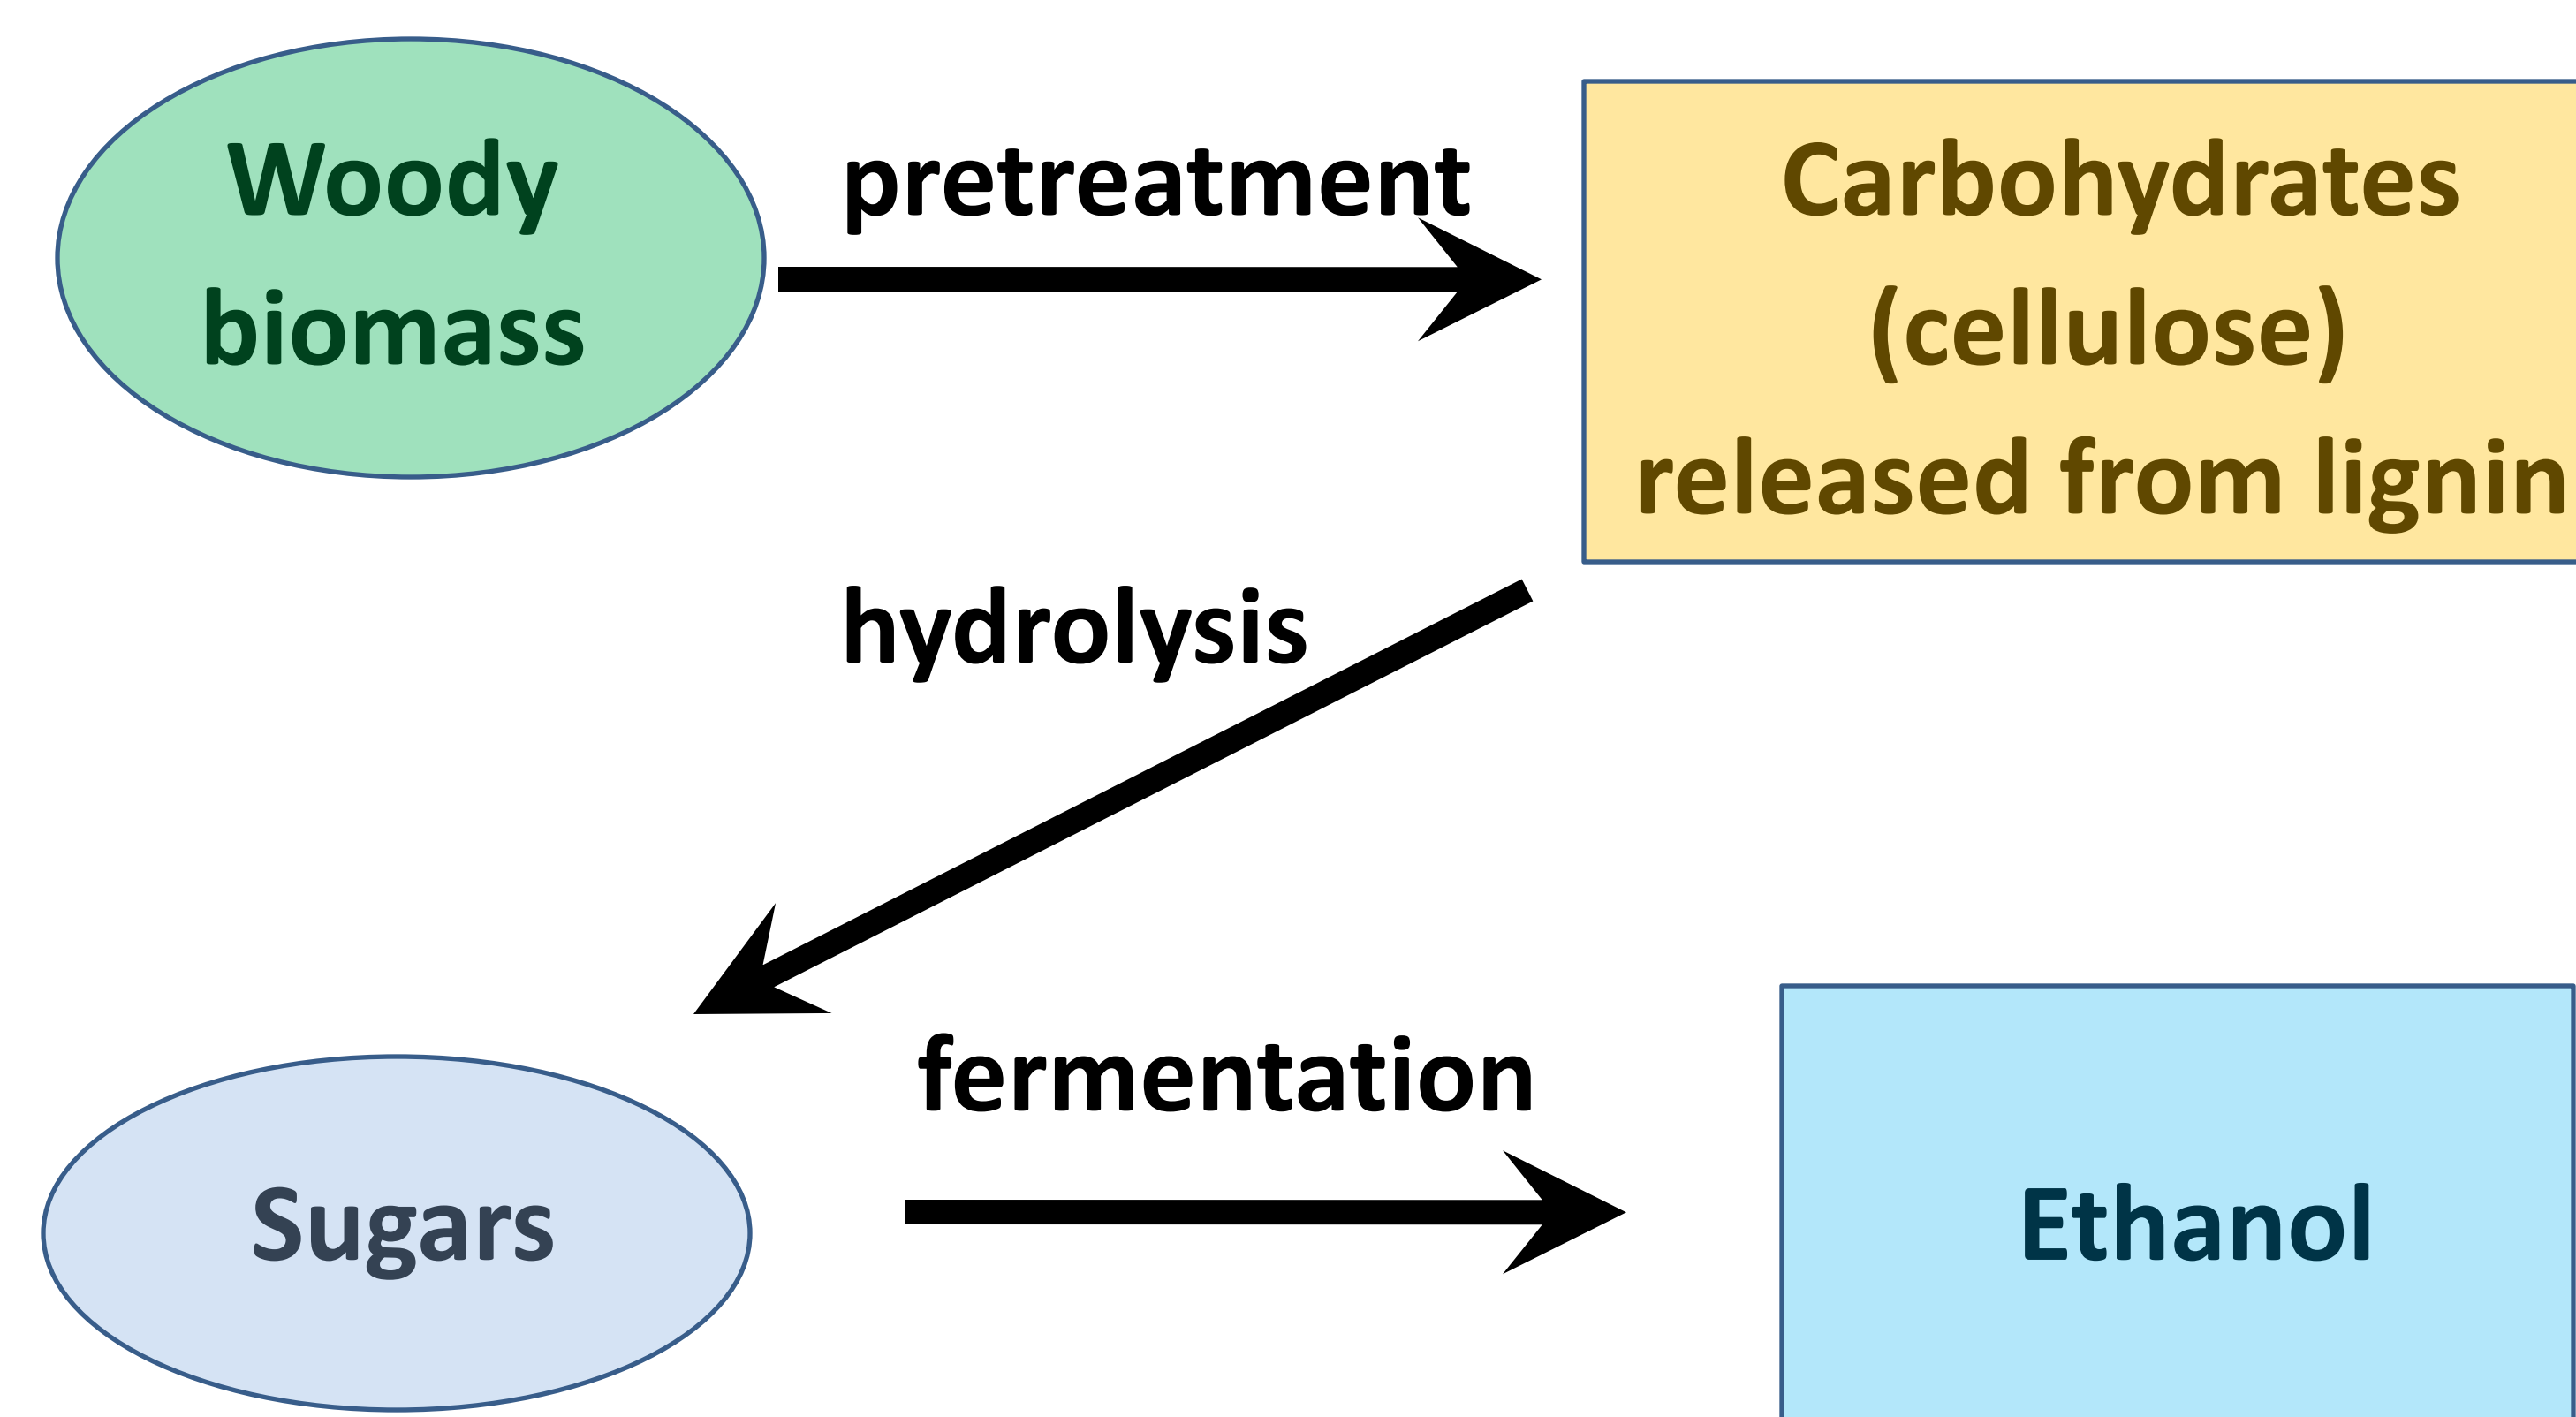 Woody
biomass
pretreatment
Carbohydrates
(cellulose)
released from lignin
hydrolysis
Sugars
fermentation
Ethanol